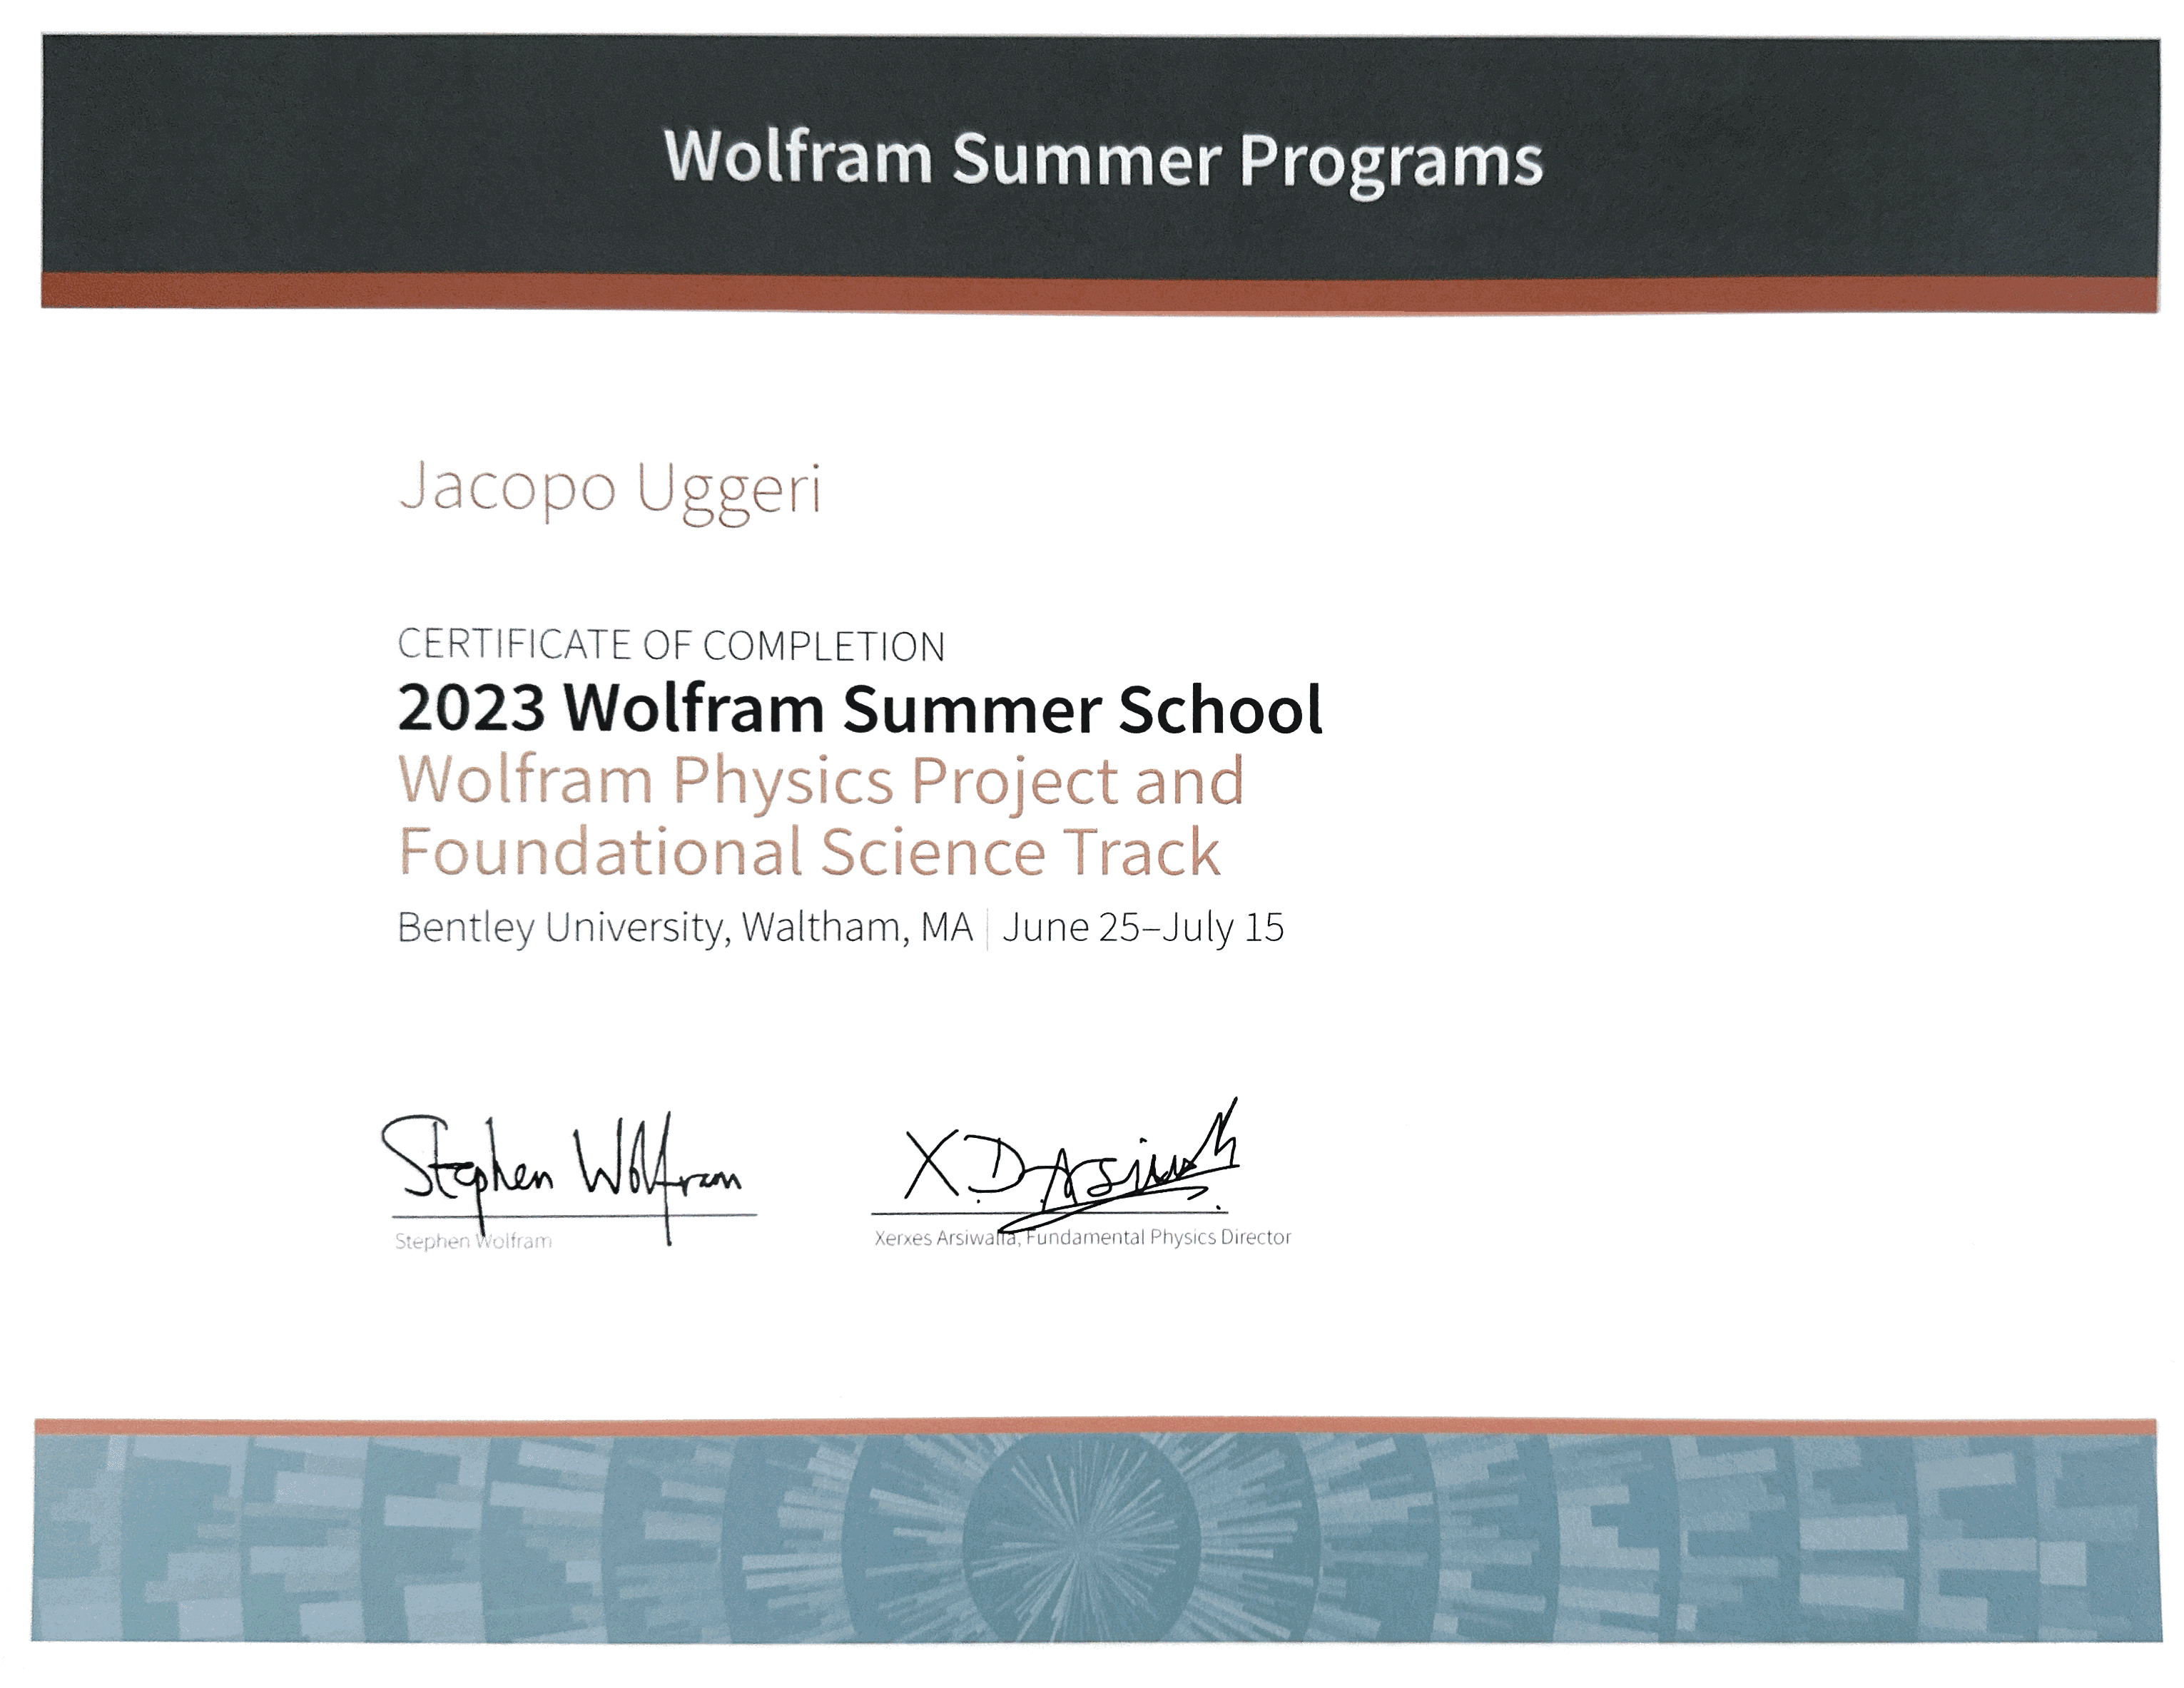 Wolfram Summer Programs
Jacopo Uggeri
CERTIFICATE OF COMPLETION
2023 Wolfram Summer School
Wolfram Physics Project and
Foundational Science Track
Bentley University, Waltham, MA | June 25–July 15
Stephen Wolfram X D Arsiwalla
Stephen Wolfram
Xerxes Arsiwalla, Fundamental Physics Director